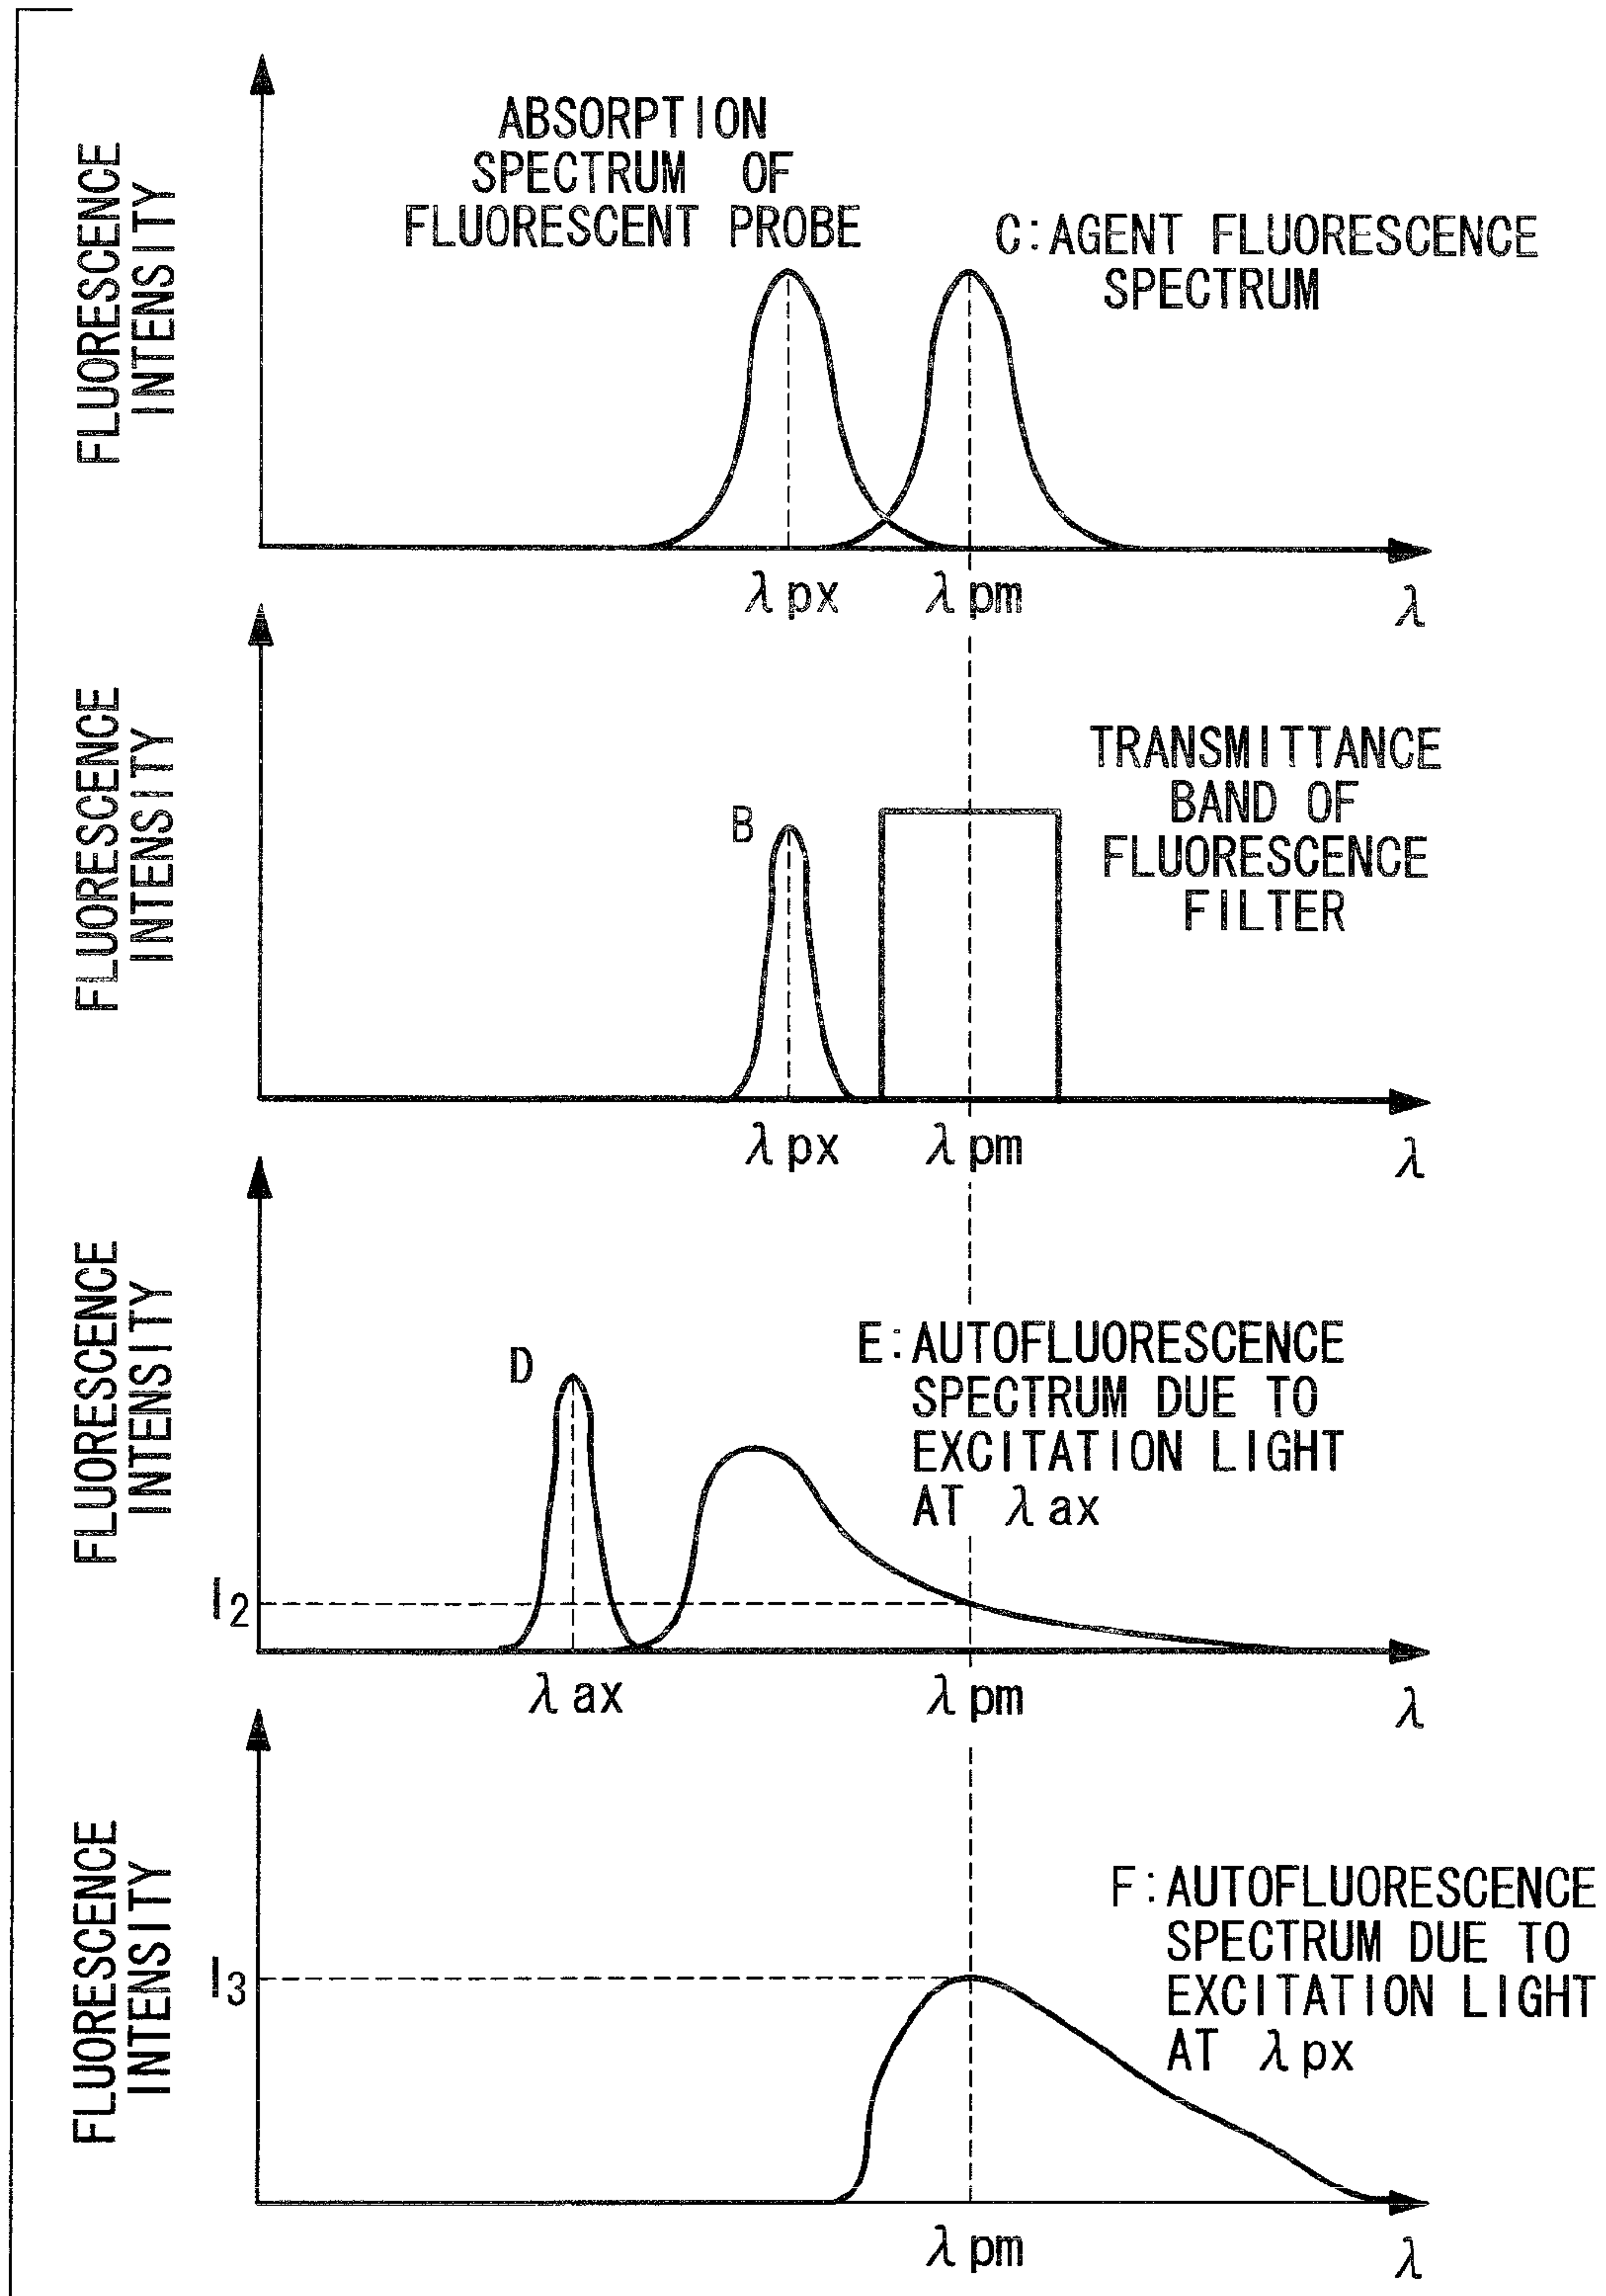 FLUORESCENCE
INTENSITY
ABSORPTION
SPECTRUM OF
FLUORESCENT PROBE
C:AGENT FLUORESCENCE
SPECTRUM
λpx
λpm
λ
FLUORESCENCE
INTENSITY
B
TRANSMITTANCE
BAND OF
FLUORESCENCE
FILTER
λpx
λpm
λ
FLUORESCENCE
INTENSITY
D
E:AUTOFLUORESCENCE
SPECTRUM DUE TO
EXCITATION LIGHT
AT λax
I2
λax
λpm
λ
FLUORESCENCE
INTENSITY
F:AUTOFLUORESCENCE
SPECTRUM DUE TO
EXCITATION LIGHT
AT λpx
I3
λpm
λ